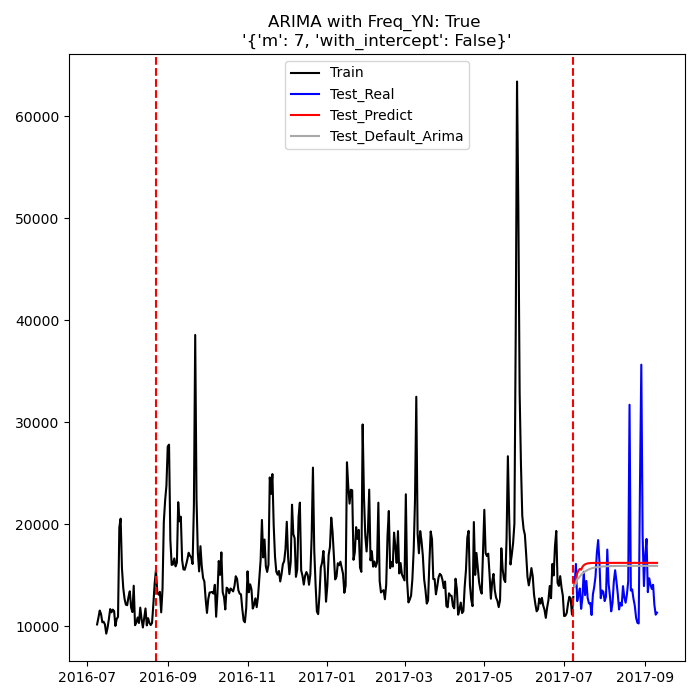 ARIMA with Freq_YN: True
'{'m': 7, 'with_intercept': False}'
Train
Test_Real
Test_Predict
Test_Default_Arima
60000
50000
40000
30000
20000
10000
2016-07 2016-09 2016-11 2017-01 2017-03 2017-05 2017-07 2017-09